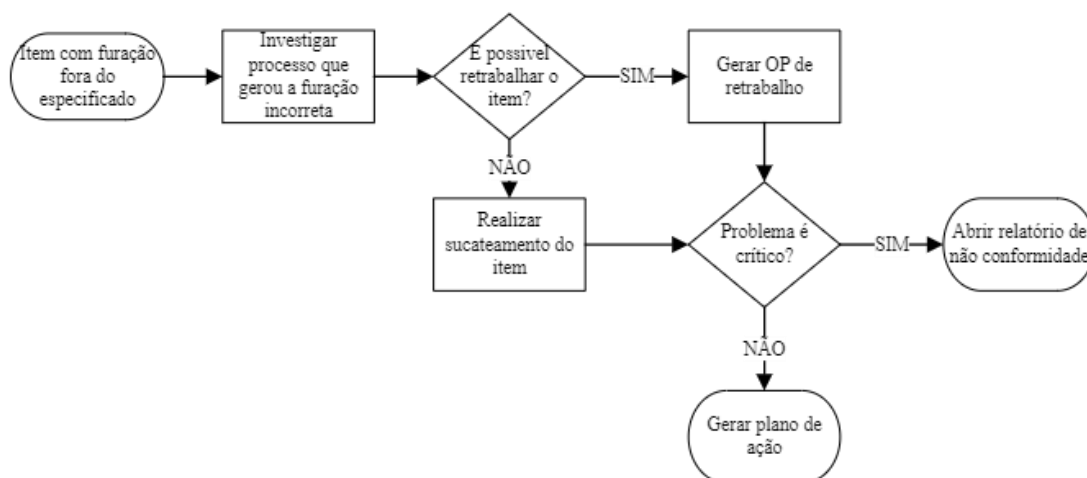 Item com furação
fora do
especificado
Investigar
processo que
gerou a furação
incorreta
É possivel
retrabalhar o
item?
SIM
Gerar OP de
retrabalho
NÃO
Realizar
sucateamento do
item
Problema é
crítico?
SIM
Abrir relatório de
não conformidade
NÃO
Gerar plano de
ação